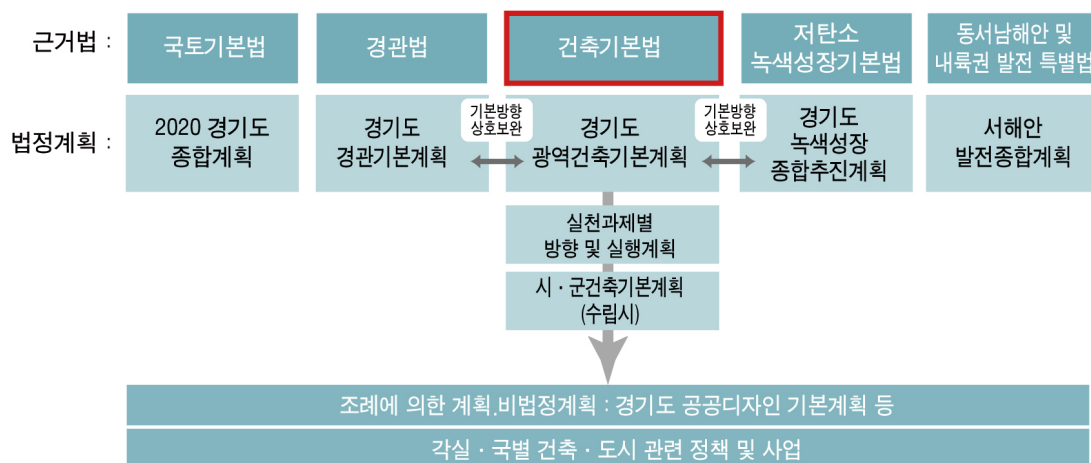 근거법 :
국토기본법
경관법
건축기본법
저탄소
녹색성장기본법
동서남해안 및
내륙권 발전 특별법
법정계획 :
2020 경기도
종합계획
경기도
경관기본계획
기본방향
상호보완
경기도
광역건축기본계획
기본방향
상호보완
경기도
녹색성장
종합추진계획
서해안
발전종합계획
실천과제별
방향 및 실행계획
시·군건축기본계획
(수립시)
조례에 의한 계획.비법정계획 : 경기도 공공디자인 기본계획 등
각실·국별 건축·도시 관련 정책 및 사업